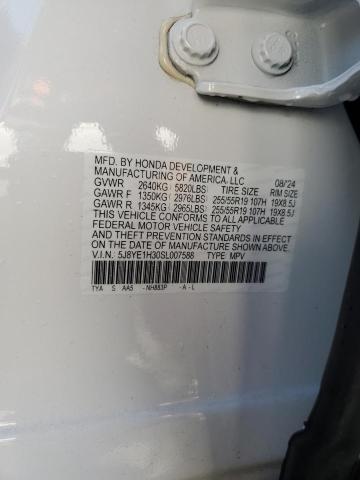 MFD. BY HONDA DEVELOPMENT &
MANUFACTURING OF AMERICA, LLC 08/24
GVWR 2640KG(5820LBS) TIRE SIZE RIM SIZE
GAWR F 1350KG(2976LBS) 255/55R19 107H 19X8.5J
GAWR R 1345KG(2965LBS) 255/55R19 107H 19X8.5J
THIS VEHICLE CONFORMS TO ALL APPLICABLE
FEDERAL MOTOR VEHICLE SAFETY
AND THEFT PREVENTION STANDARDS IN EFFECT
ON THE DATE OF MANUFACTURE SHOWN ABOVE.
V.I.N. 5J8YE1H30SL007588 TYPE: MPV
TYA S AA5 -NH883P -A-L